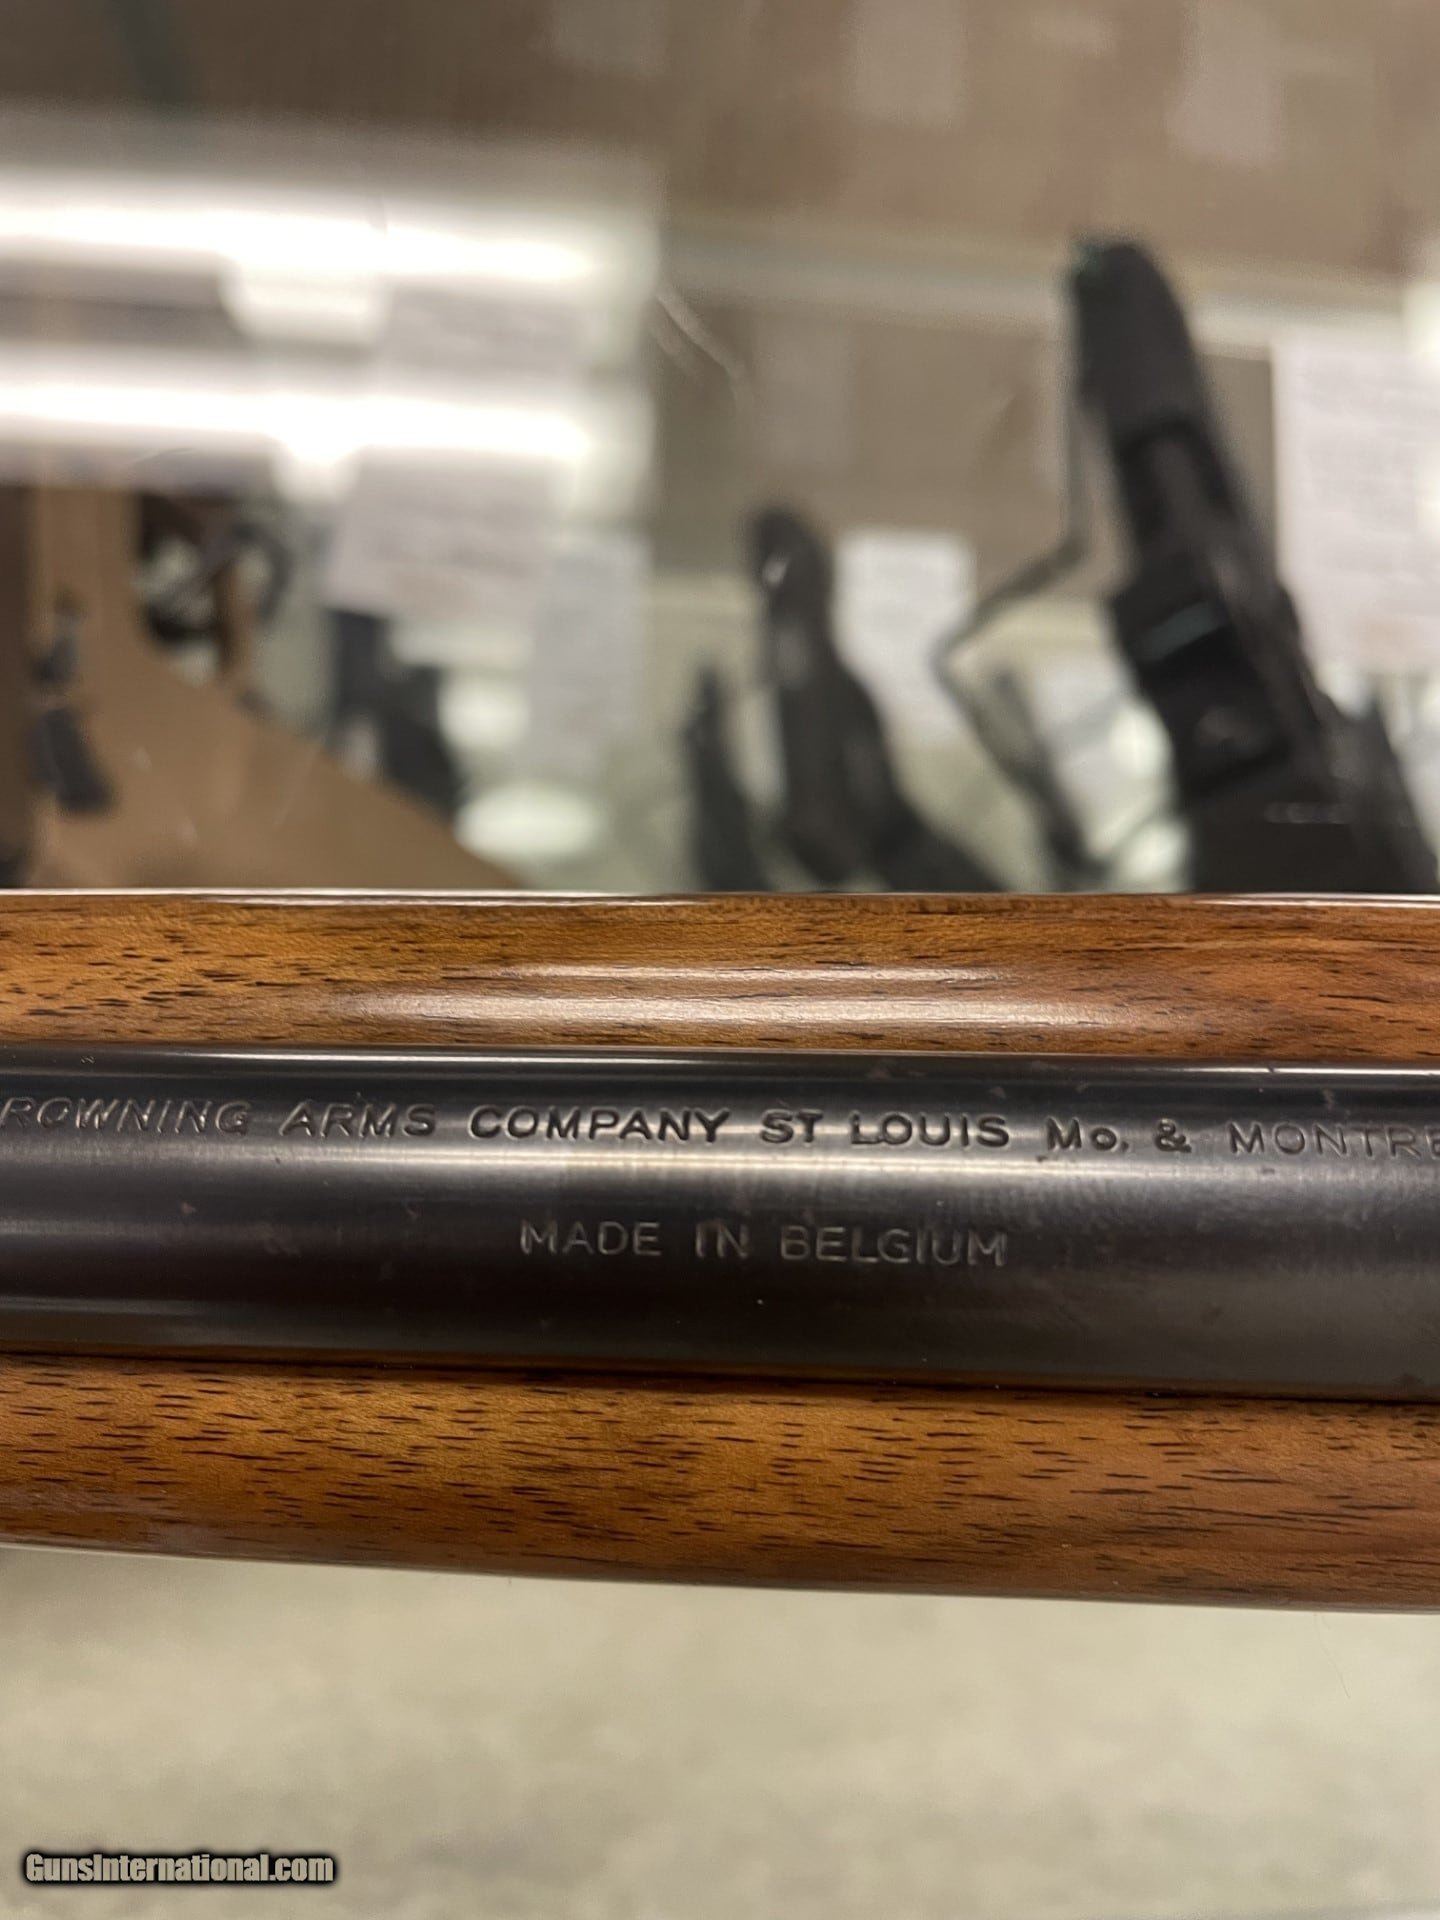 ROWNING ARMS COMPANY ST LOUIS Mo. & MONTRE
MADE IN BELGIUM
GunsInternational.com